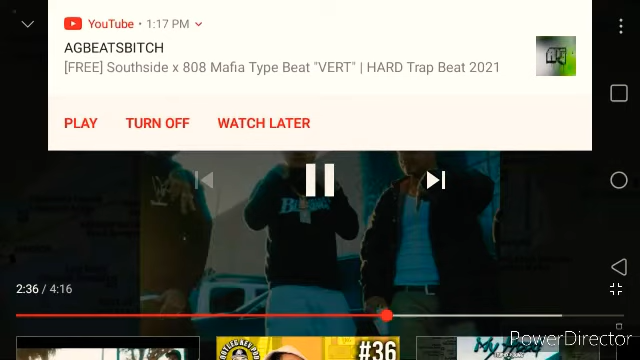 YouTube • 1:17 PM
AGBEATSBITCH
[FREE] Southside x 808 Mafia Type Beat "VERT" | HARD Trap Beat 2021
PLAY TURN OFF WATCH LATER
2:36 / 4:16
#36
PowerDirector